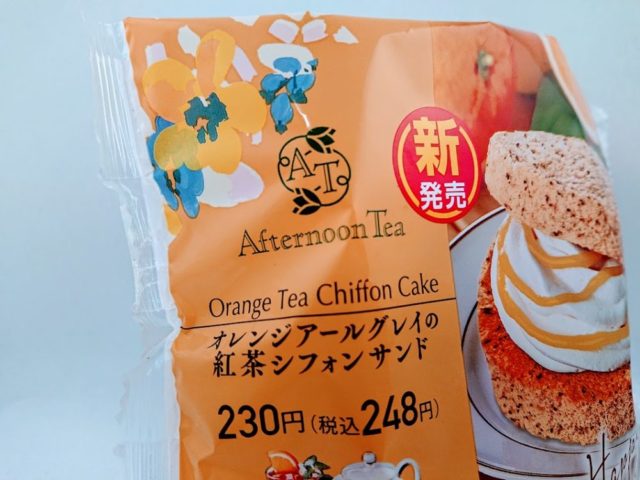 新
発売
AT
Afternoon Tea
Orange Tea Chiffon Cake
オレンジアールグレイの
紅茶シフォンサンド
230円(税込248円)